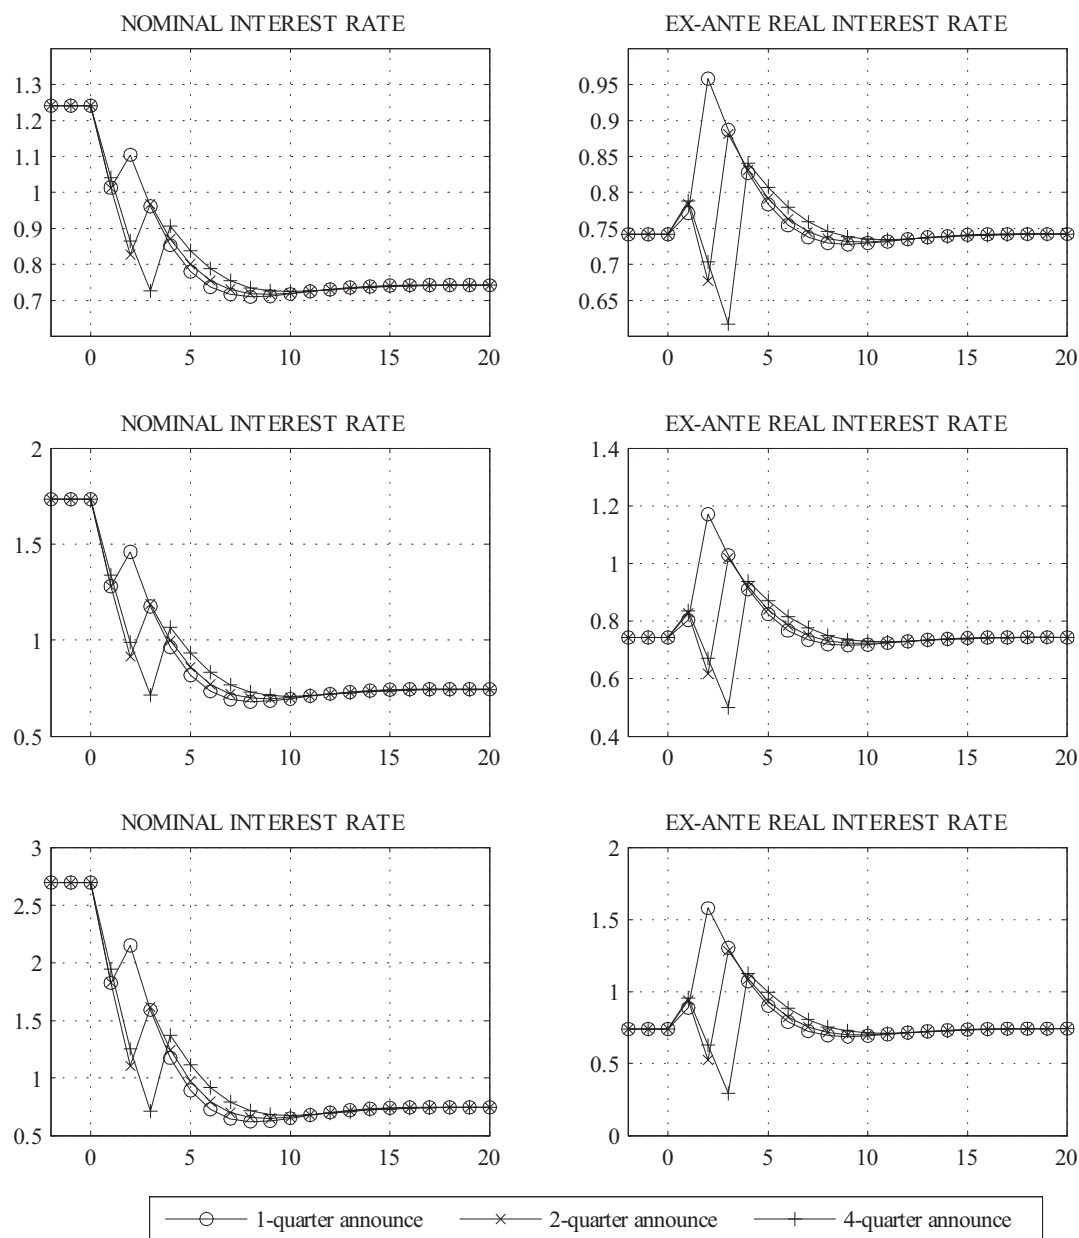 NOMINAL INTEREST RATE
1.3
1.2
1.1
1
0.9
0.8
0.7
0 5 10 15 20
EX-ANTE REAL INTEREST RATE
0.95
0.9
0.85
0.8
0.75
0.7
0.65
0 5 10 15 20
NOMINAL INTEREST RATE
2
1.5
1
0.5
0 5 10 15 20
EX-ANTE REAL INTEREST RATE
1.4
1.2
1
0.8
0.6
0.4
0 5 10 15 20
NOMINAL INTEREST RATE
3
2.5
2
1.5
1
0.5
0 5 10 15 20
EX-ANTE REAL INTEREST RATE
2
1.5
1
0.5
0
0 5 10 15 20
1-quarter announce 2-quarter announce 4-quarter announce